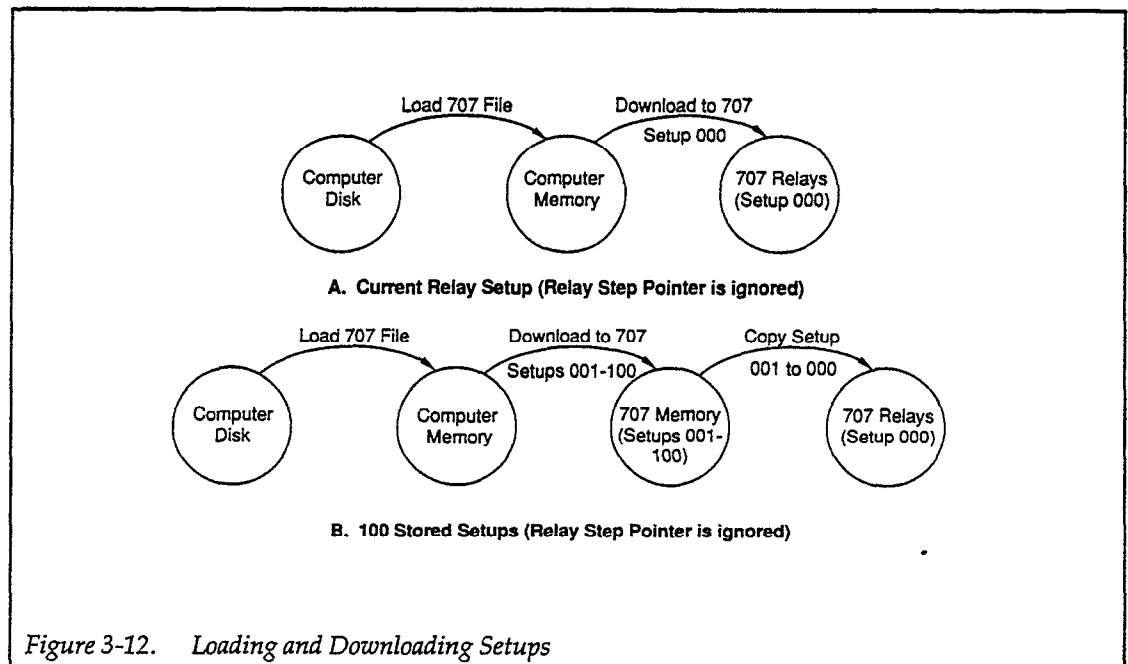 Load 707 File
Download to 707
Setup 000
Computer
Disk
Computer
Memory
707 Relays
(Setup 000)
A. Current Relay Setup (Relay Step Pointer is ignored)
Load 707 File
Download to 707
Setups 001-100
Copy Setup
001 to 000
Computer
Disk
Computer
Memory
707 Memory
(Setups 001-
100)
707 Relays
(Setup 000)
B. 100 Stored Setups (Relay Step Pointer is ignored)
Figure 3-12. Loading and Downloading Setups